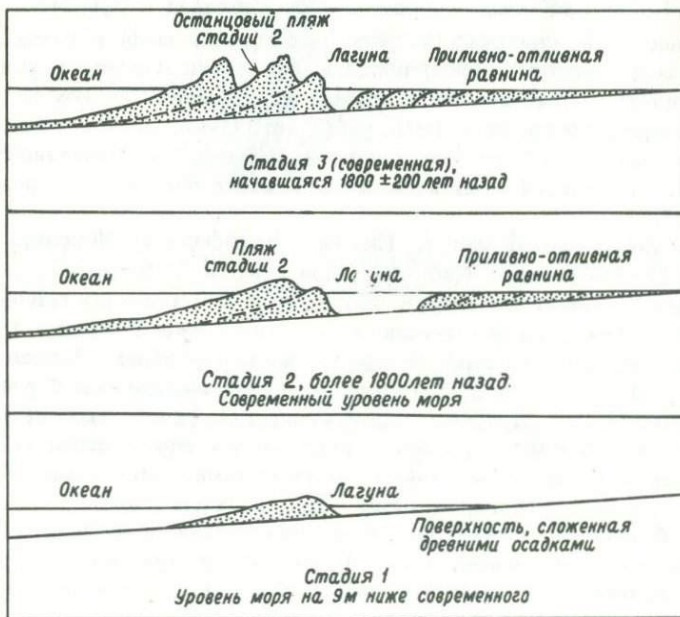 Останцовый пляж
стадии 2
Океан
Лагуна
Приливно-отливная
равнина
Стадия 3 (современная),
начавшаяся 1800 ± 200 лет назад
Океан
Пляж
стадии 2
Ла уна
Приливно-отливная
равнина
Стадия 2, более 1800 лет назад.
Современный уровень моря
Океан
Лагуна
Поверхность, сложенная
древними осадками
Стадия 1
Уровень моря на 9 м ниже современного